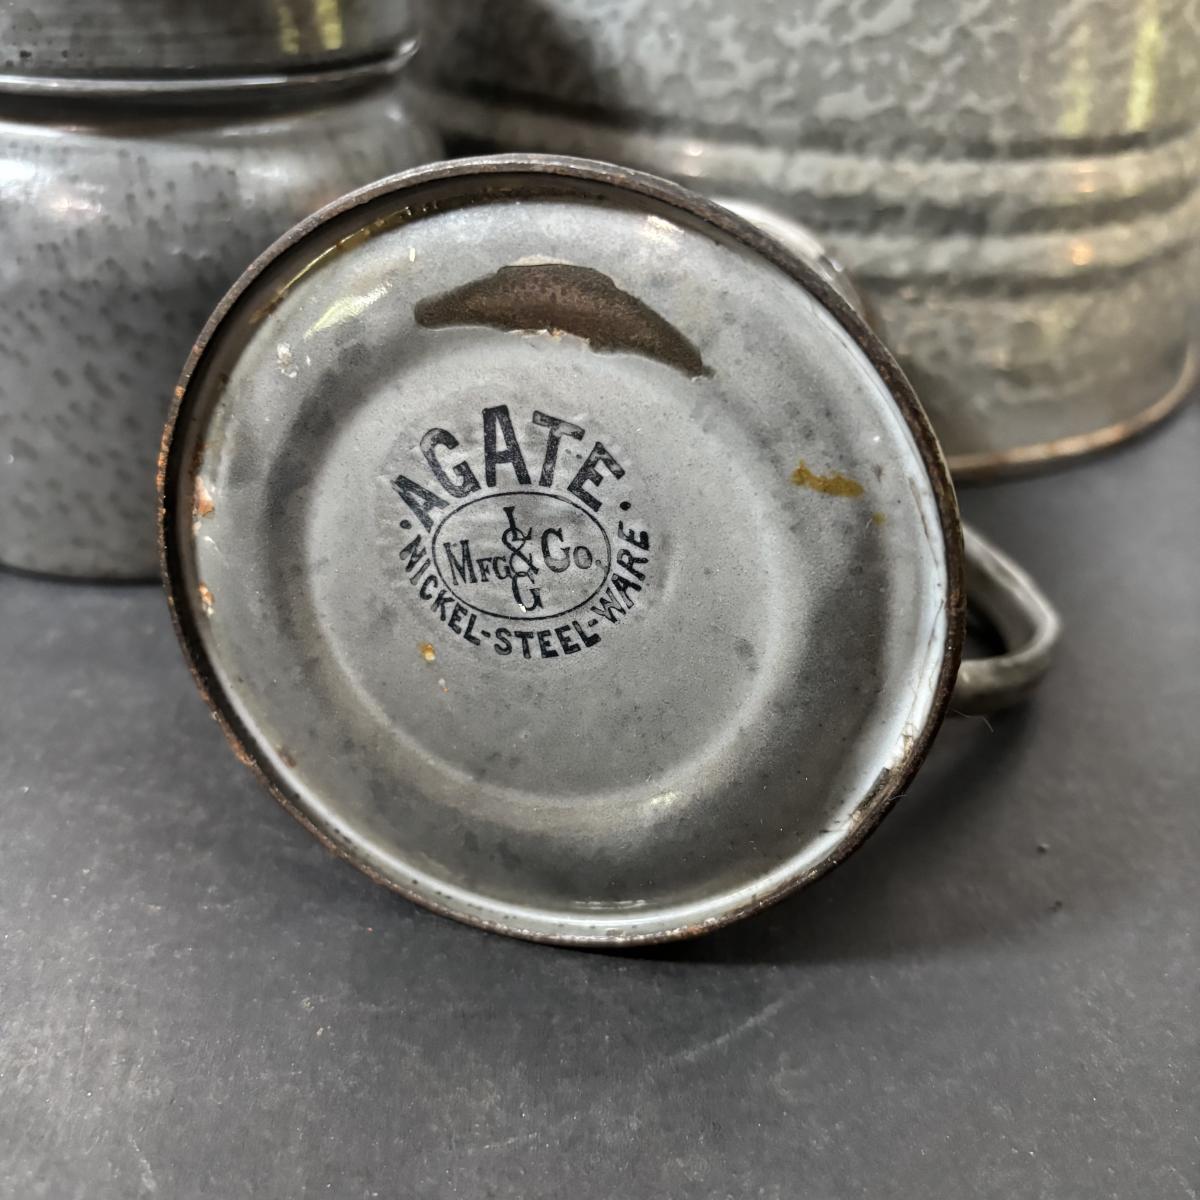 ·AGATE·
L
MFG & Co.
G
NICKEL-STEEL-WARE